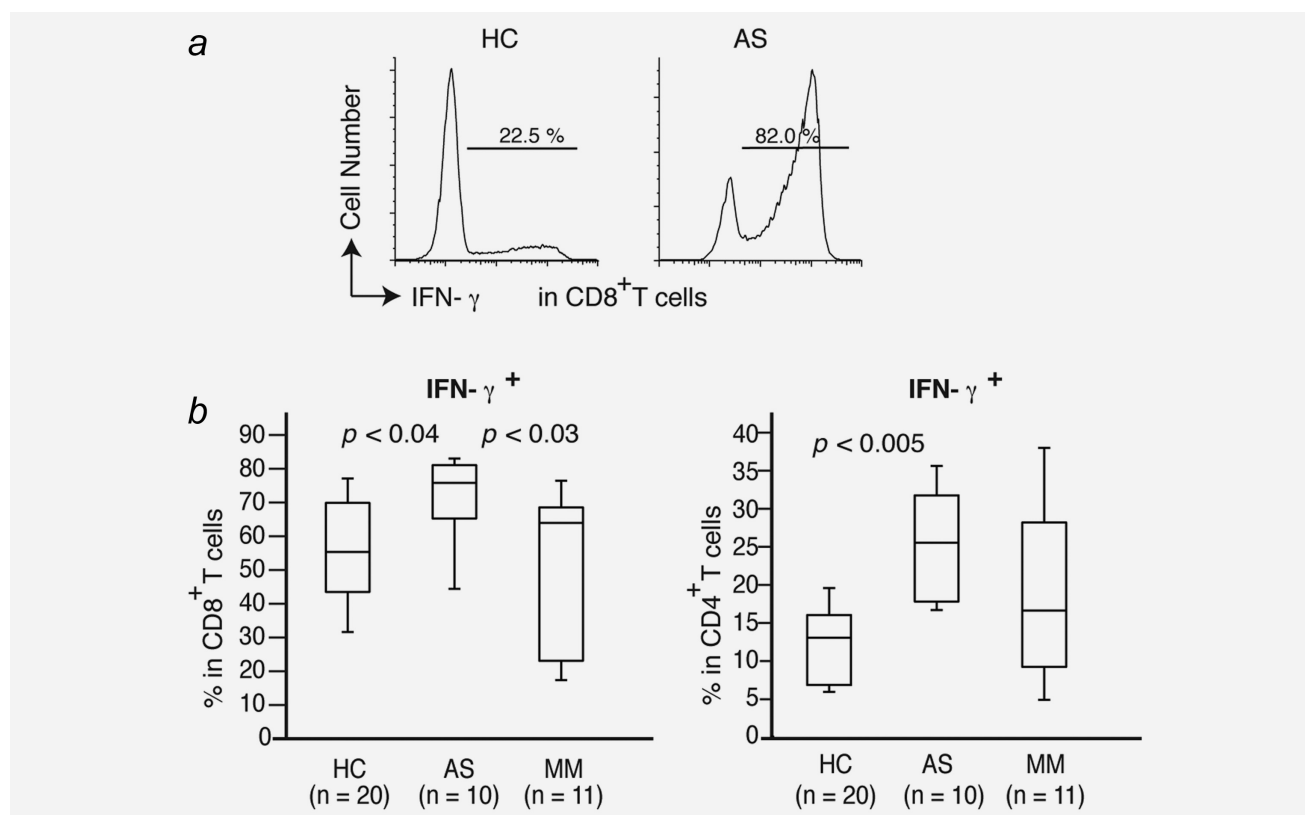 a
HC
AS
Cell Number
22.5 %
82.0 %
IFN- γ in CD8+T cells
b
IFN- γ +
p < 0.04
p < 0.03
% in CD8+T cells
90
80
70
60
50
40
30
20
10
0
HC
(n = 20)
AS
(n = 10)
MM
(n = 11)
IFN- γ +
p < 0.005
% in CD4+T cells
40
35
30
25
20
15
10
5
0
HC
(n = 20)
AS
(n = 10)
MM
(n = 11)